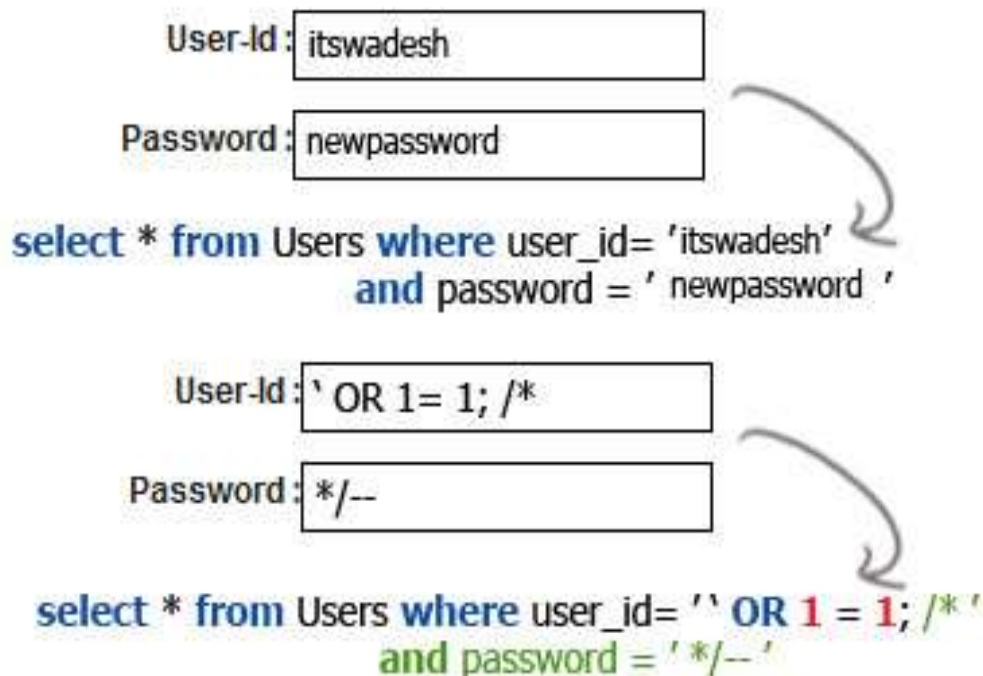 User-Id : itswadesh
Password : newpassword
select * from Users where user_id= 'itswadesh'
and password = ' newpassword '
User-Id : ` OR 1= 1; /*
Password : */--
select * from Users where user_id= '` OR 1 = 1; /* '
and password = ' */-- '